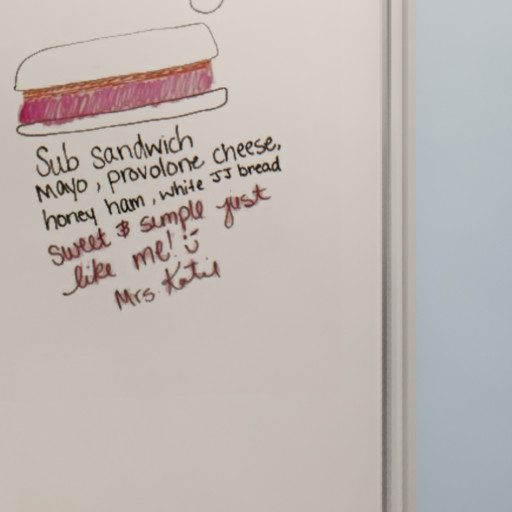 Sub Sandwich
Mayo, provolone cheese,
honey ham, white JJ bread
sweet & simple just
like me! :)
Mrs. Katie